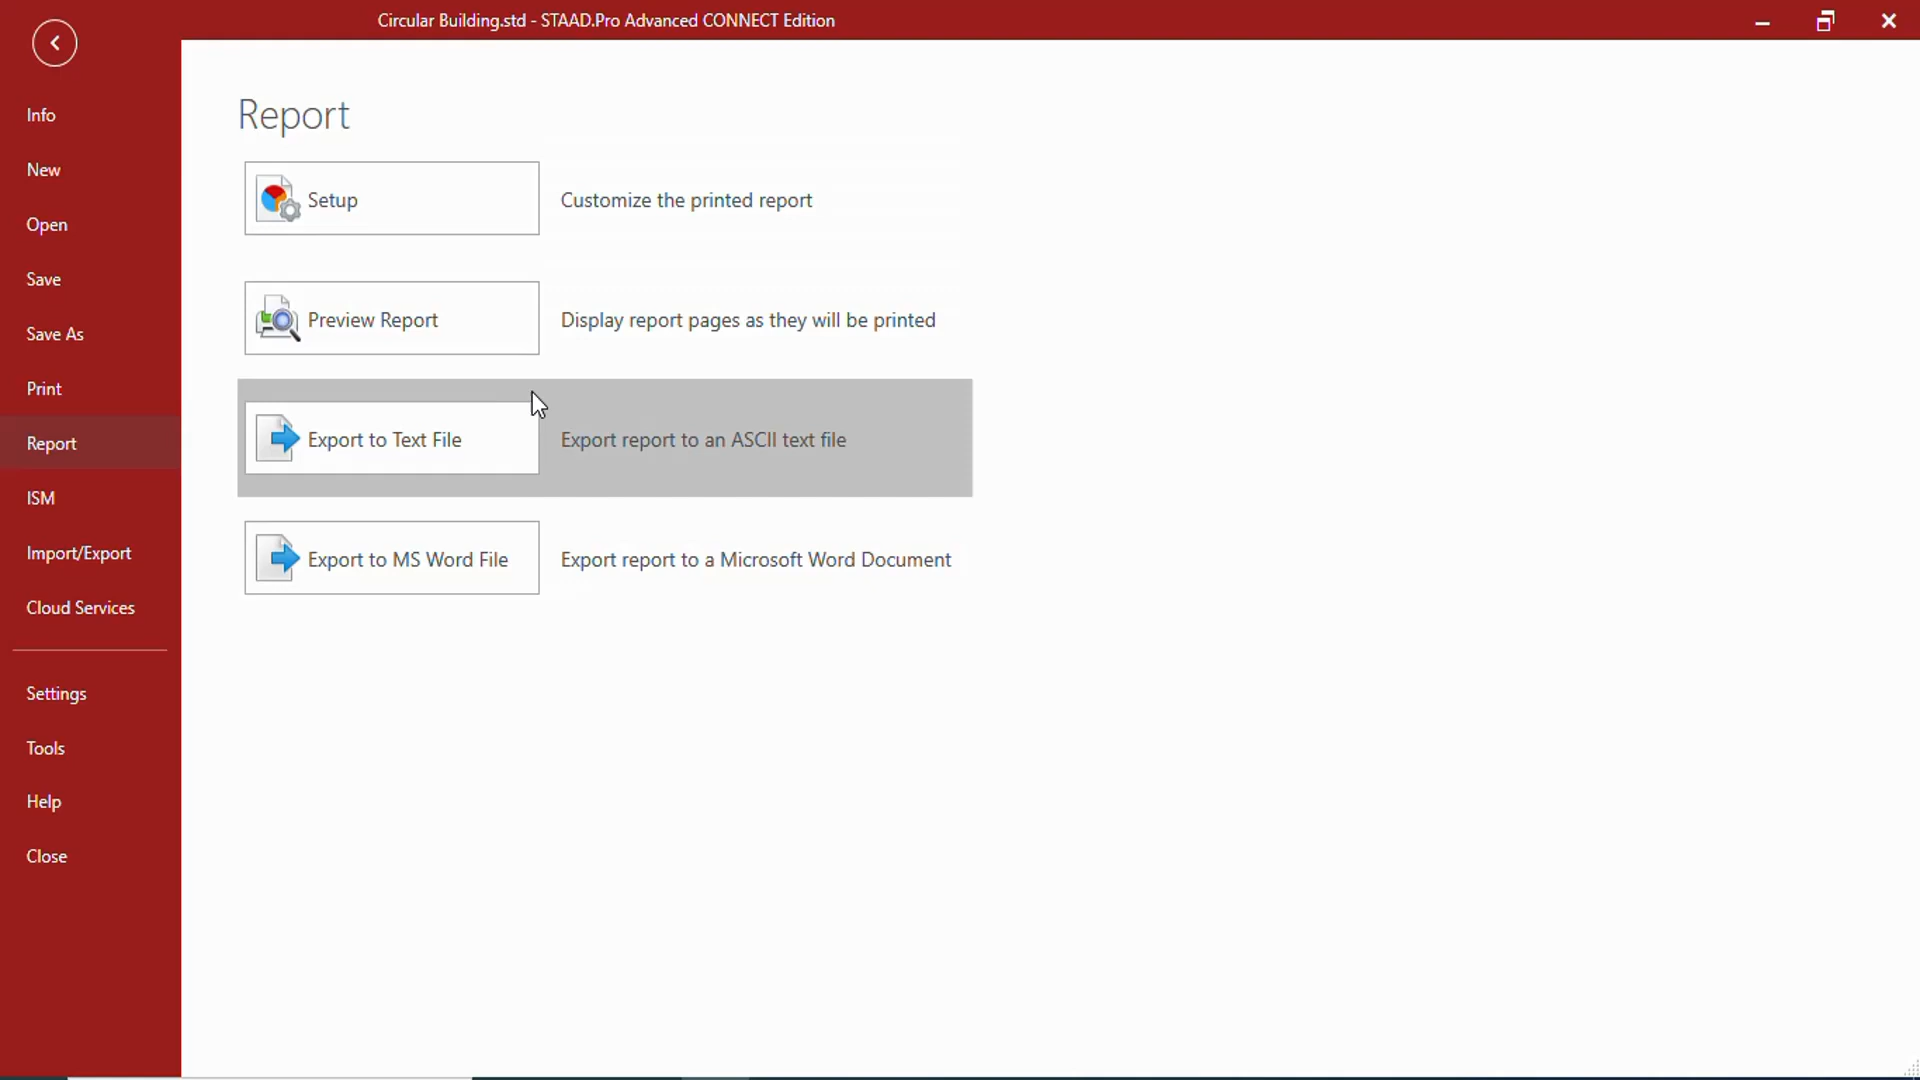 Circular Building.std - STAAD.Pro Advanced CONNECT Edition
Info
New
Open
Save
Save As
Print
Report
ISM
Import/Export
Cloud Services
Settings
Tools
Help
Close
Report
Setup
Customize the printed report
Preview Report
Display report pages as they will be printed
Export to Text File
Export report to an ASCII text file
Export to MS Word File
Export report to a Microsoft Word Document